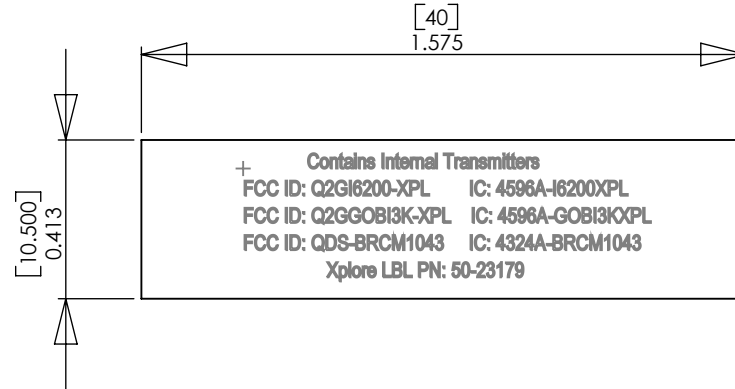 [40]
1.575
[10.500]
0.413
Contains Internal Transmitters
FCC ID: Q2GI6200-XPL IC: 4596A-I6200XPL
FCC ID: Q2GGOBI3K-XPL IC: 4596A-GOBI3KXPL
FCC ID: QDS-BRCM1043 IC: 4324A-BRCM1043
Xplore LBL PN: 50-23179